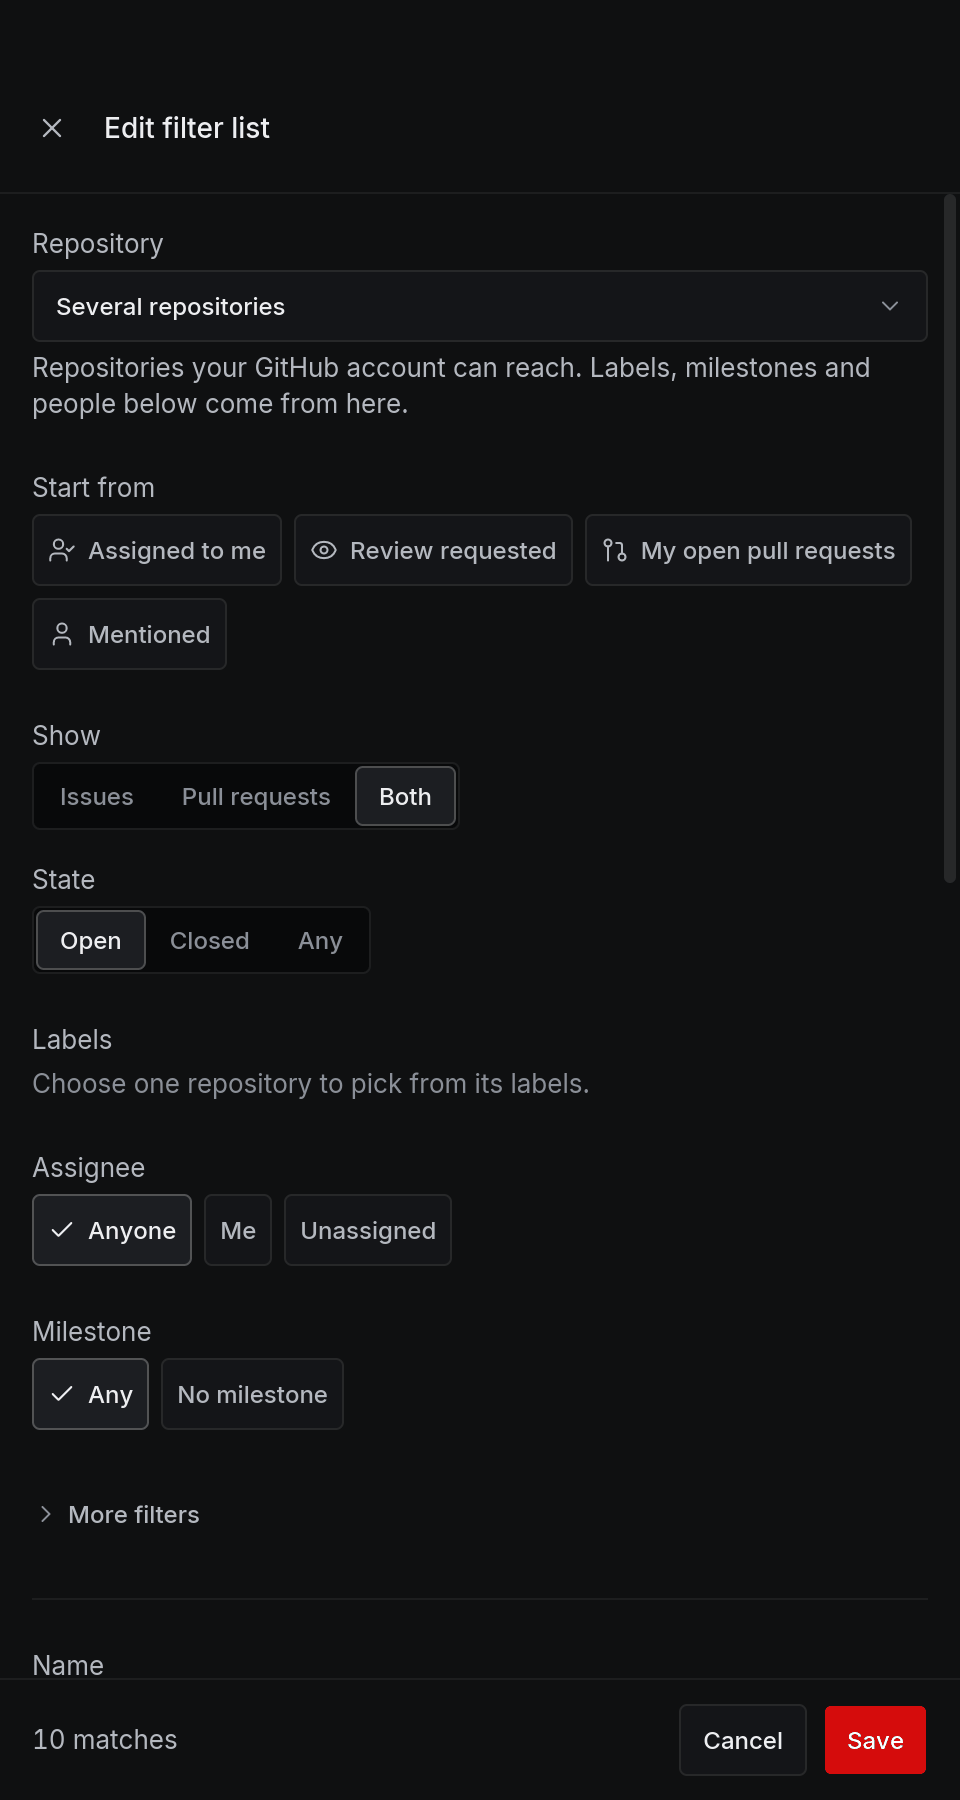 Edit filter list
Repository
Several repositories
Repositories your GitHub account can reach. Labels, milestones and
people below come from here.
Start from
Assigned to me
Review requested
My open pull requests
Mentioned
Show
Issues
Pull requests
Both
State
Open
Closed
Any
Labels
Choose one repository to pick from its labels.
Assignee
Anyone
Me
Unassigned
Milestone
Any
No milestone
More filters
Name
10 matches
Cancel
Save